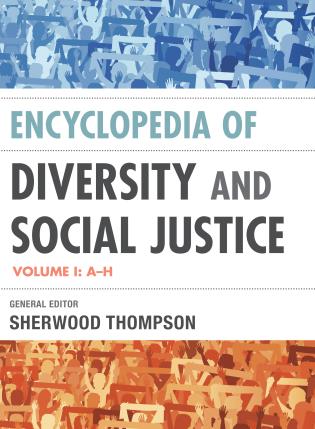 ENCYCLOPEDIA OF
DIVERSITY AND
SOCIAL JUSTICE
VOLUME I: A–H
GENERAL EDITOR
SHERWOOD THOMPSON